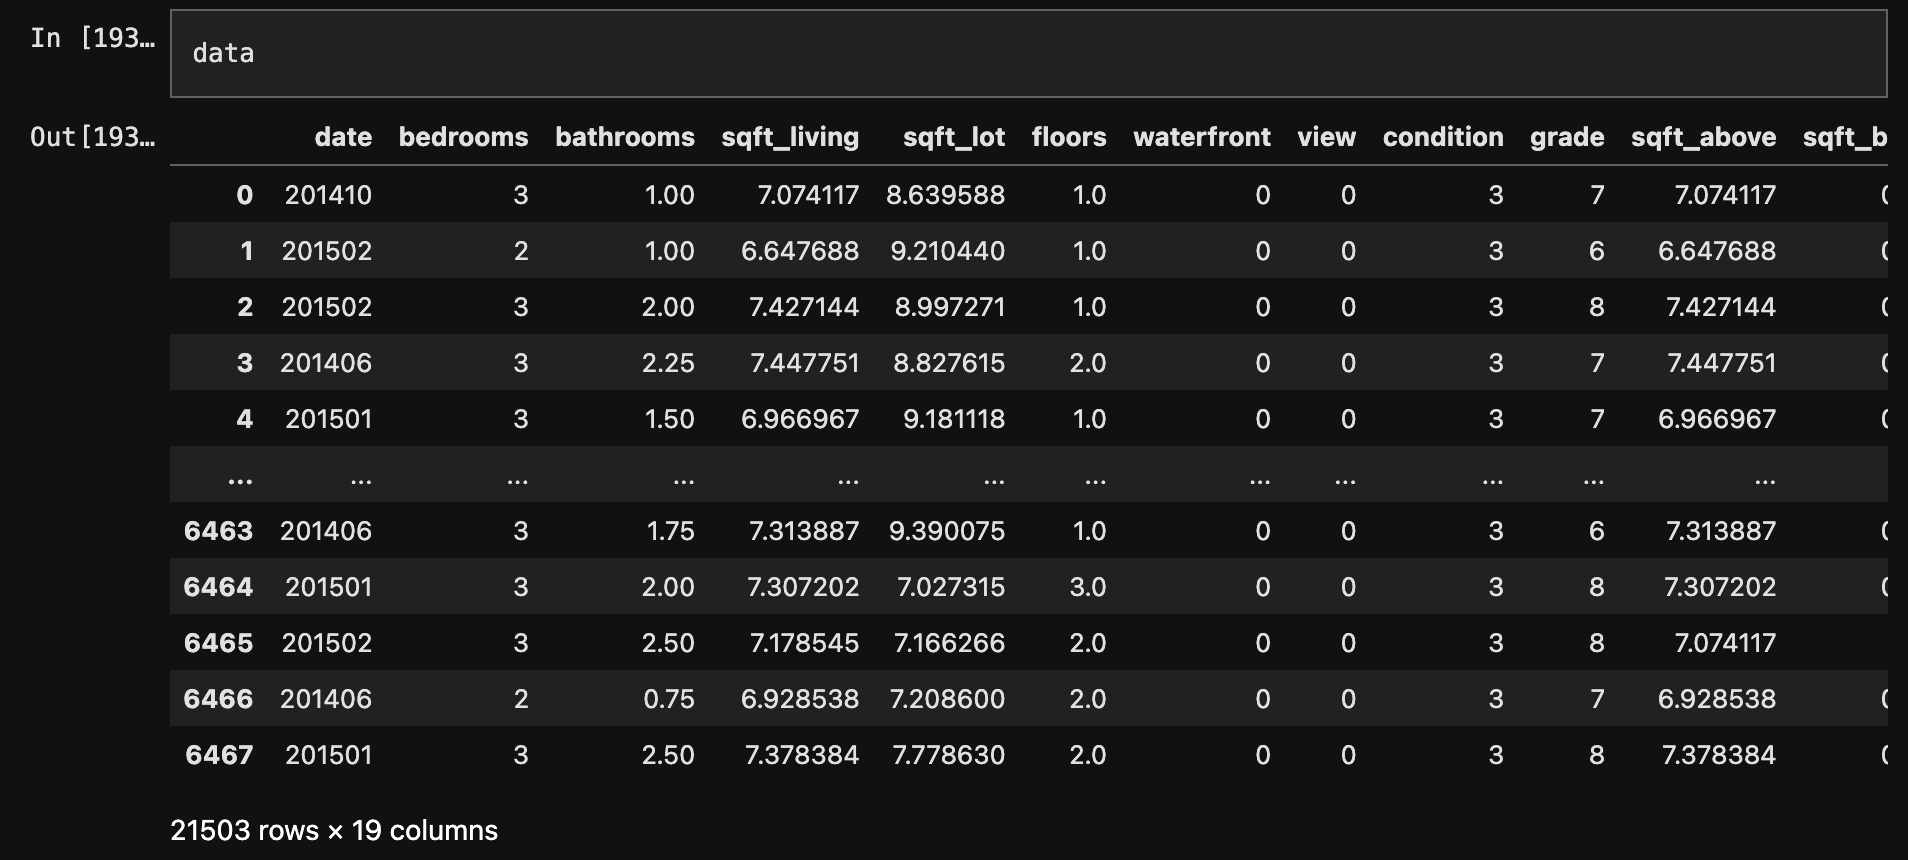 In [193…
data
Out[193…
date bedrooms bathrooms sqft_living sqft_lot floors waterfront view condition grade sqft_above sqft_b
0 201410 3 1.00 7.074117 8.639588 1.0 0 0 3 7 7.074117
1 201502 2 1.00 6.647688 9.210440 1.0 0 0 3 6 6.647688
2 201502 3 2.00 7.427144 8.997271 1.0 0 0 3 8 7.427144
3 201406 3 2.25 7.447751 8.827615 2.0 0 0 3 7 7.447751
4 201501 3 1.50 6.966967 9.181118 1.0 0 0 3 7 6.966967
... ... ... ... ... ... ... ... ... ... ... ...
6463 201406 3 1.75 7.313887 9.390075 1.0 0 0 3 6 7.313887
6464 201501 3 2.00 7.307202 7.027315 3.0 0 0 3 8 7.307202
6465 201502 3 2.50 7.178545 7.166266 2.0 0 0 3 8 7.074117
6466 201406 2 0.75 6.928538 7.208600 2.0 0 0 3 7 6.928538
6467 201501 3 2.50 7.378384 7.778630 2.0 0 0 3 8 7.378384
21503 rows × 19 columns